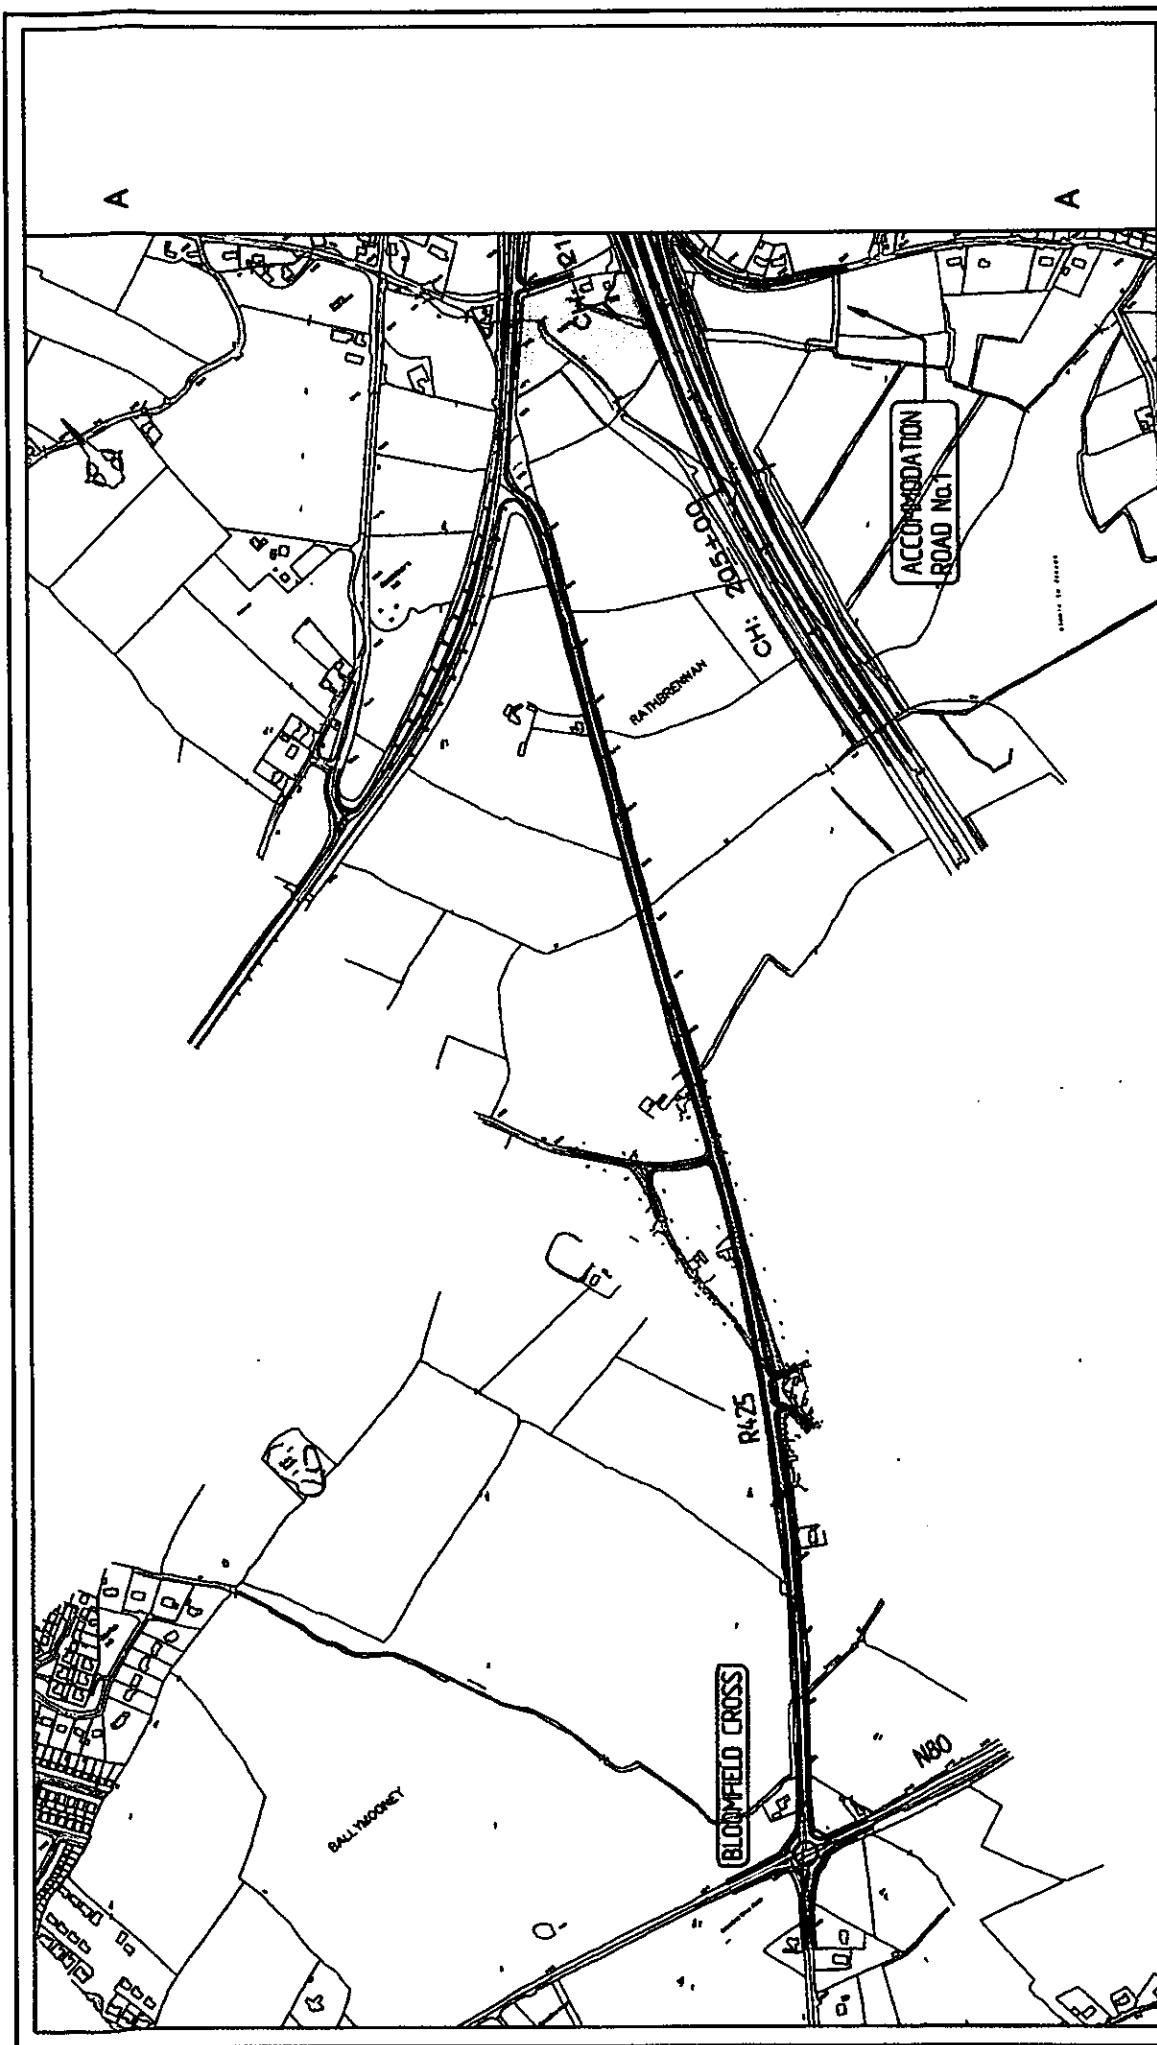 A
A
CH: 205+00
ACCOMMODATION
ROAD No.1
RATHBRENNAN
R425
BLOOMFIELD CROSS
N80
BALLYMOONEY